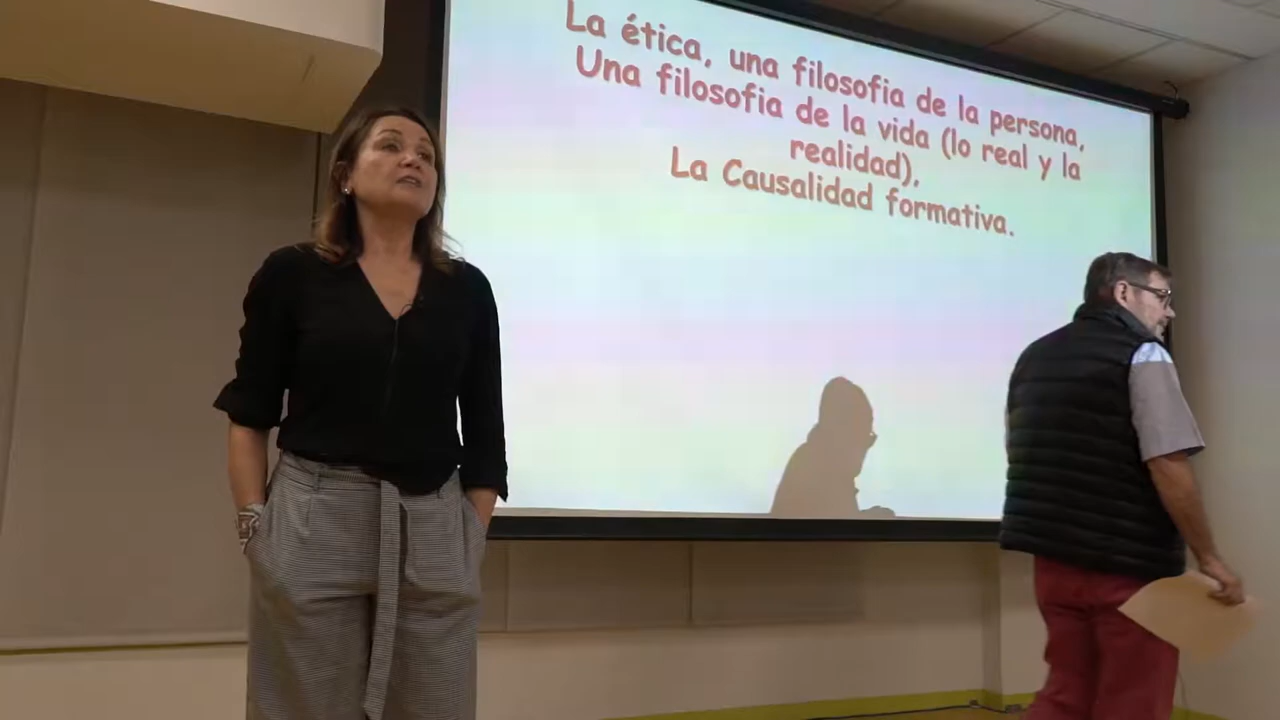 La ética, una filosofia de la persona,
Una filosofia de la vida (lo real y la
realidad),
La Causalidad formativa.